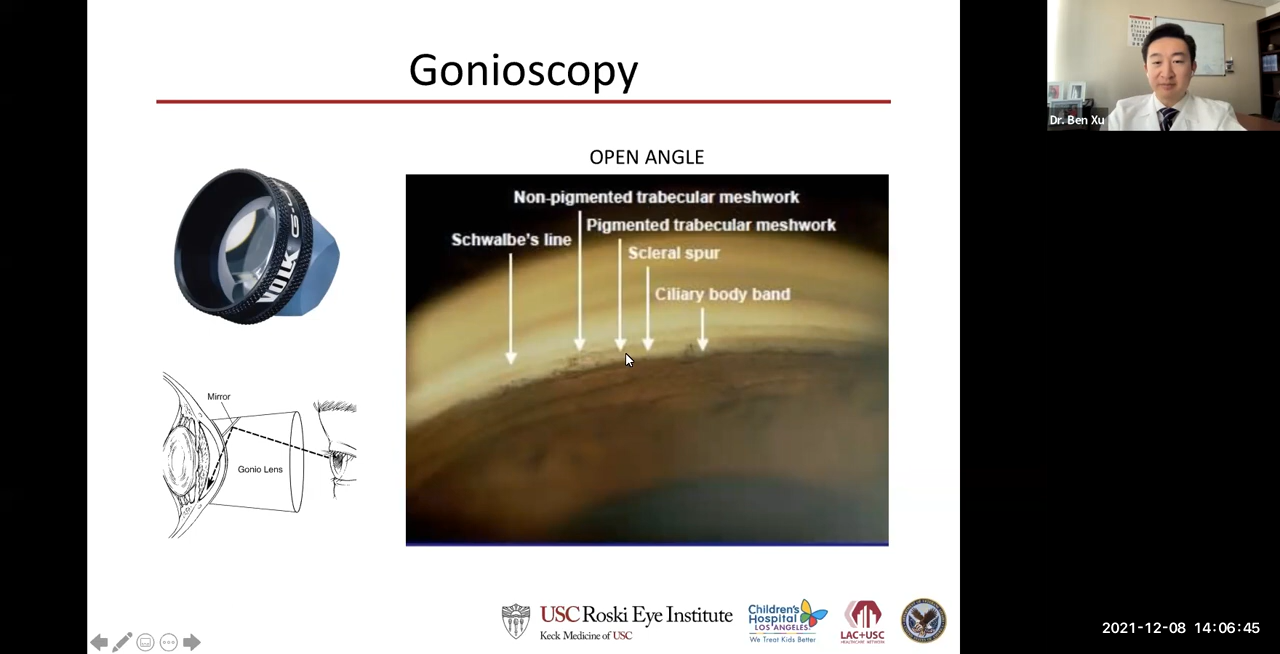 Gonioscopy
Dr. Ben Xu
OPEN ANGLE
VOLK
Non-pigmented trabecular meshwork
Pigmented trabecular meshwork
Schwalbe's line
Scleral spur
Ciliary body band
Mirror
Gonio Lens
USC Roski Eye Institute
Keck Medicine of USC
Children's
Hospital
LOS ANGELES
We Treat Kids Better
LAC+USC
HEALTHCARE NETWORK
2021-12-08 14:06:45